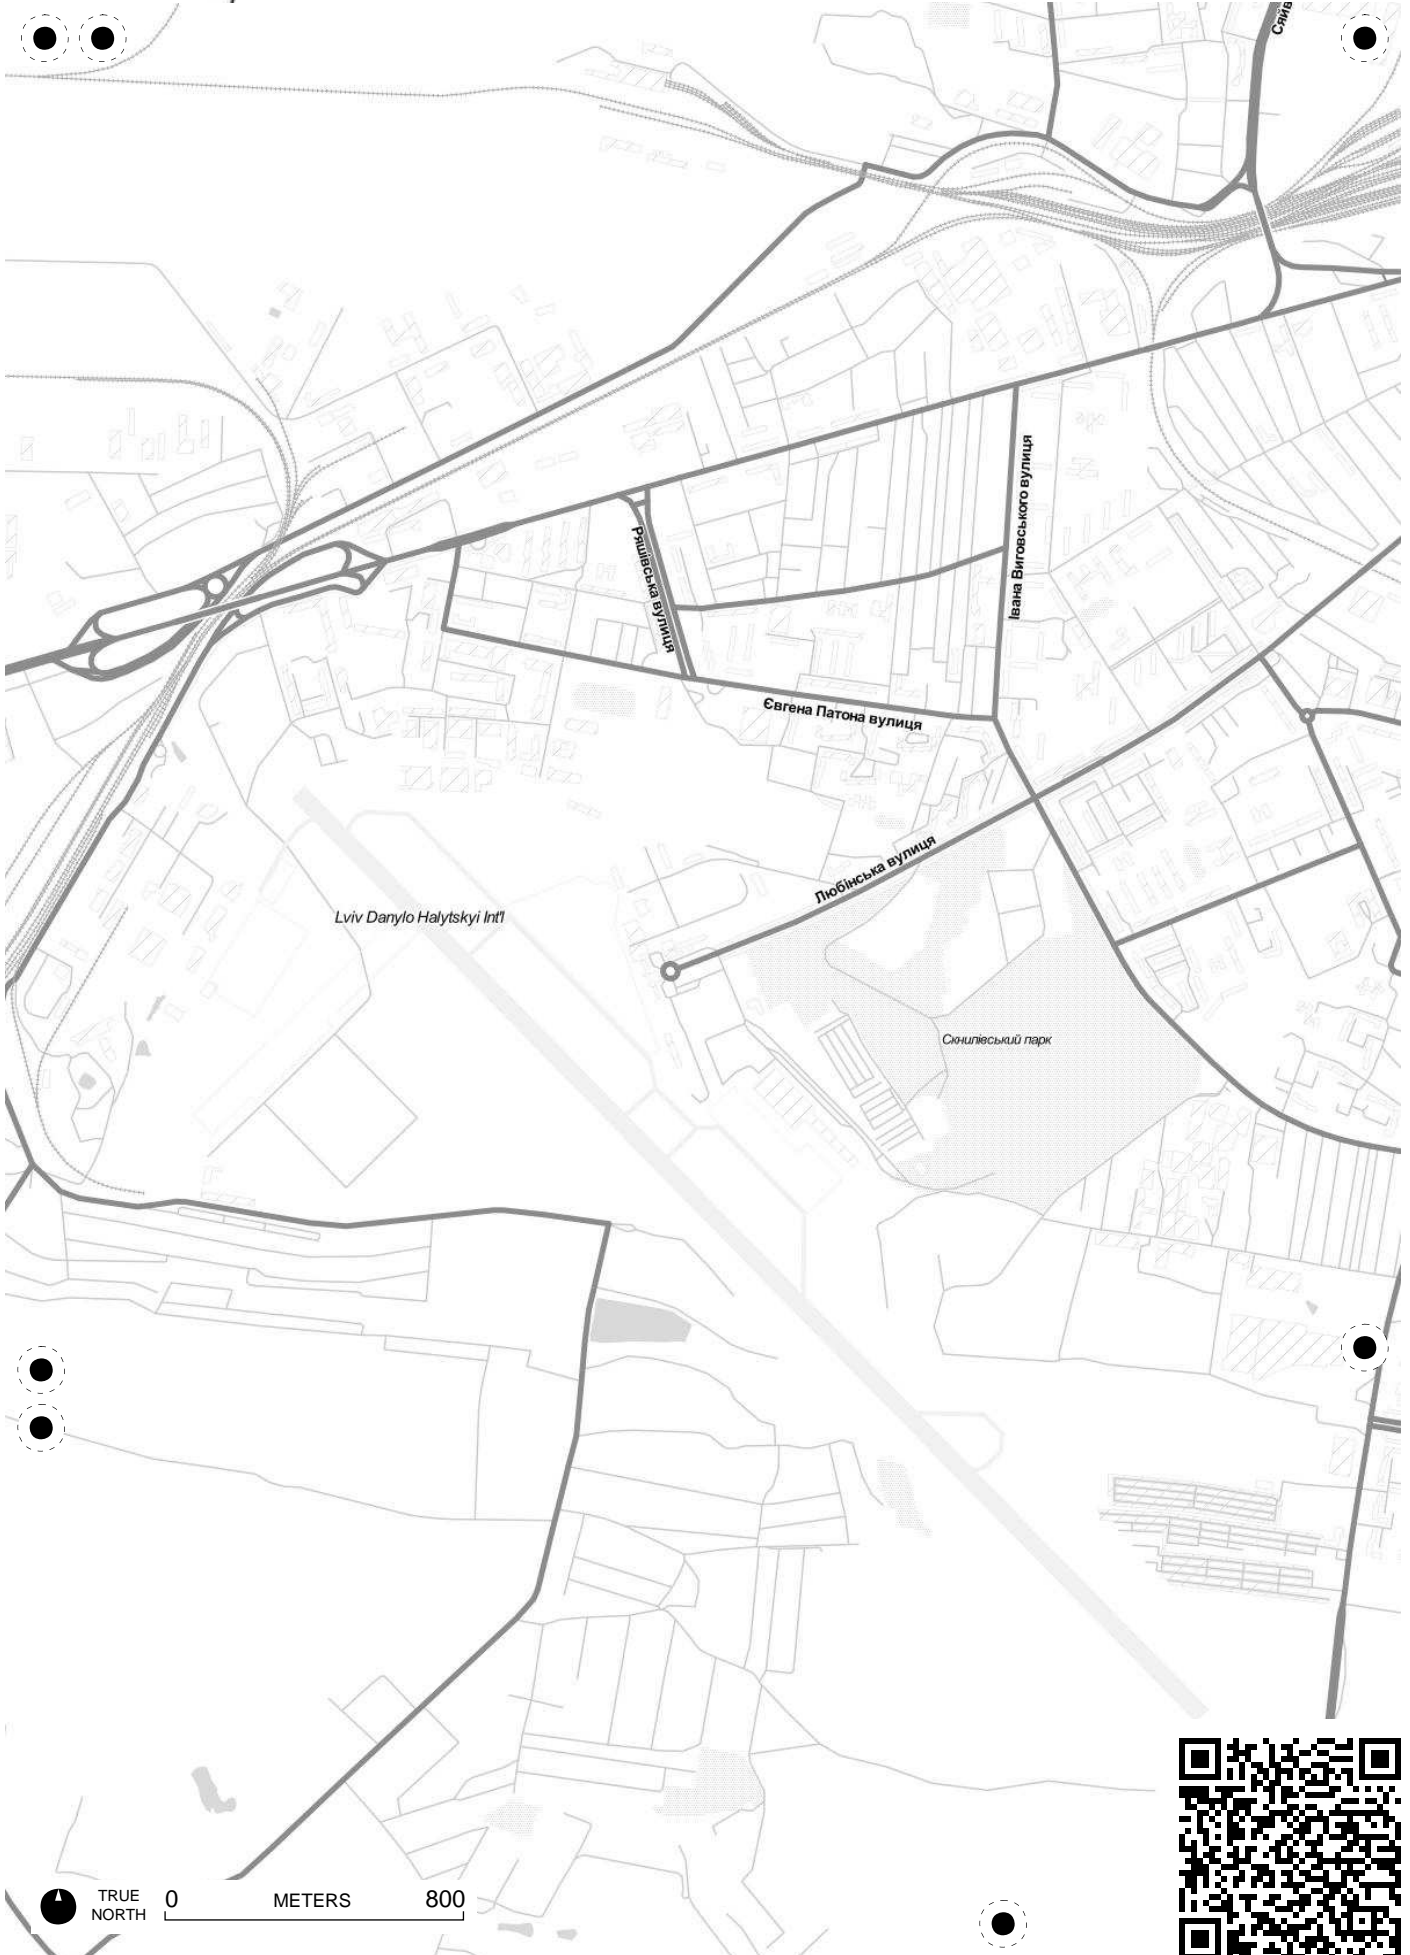 Сяйв
Івана Виговського вулиця
Ряшівська вулиця
Євгена Патона вулиця
Любінська вулиця
Lviv Danylo Halytskyi Int'l
Скнилівський парк
TRUE
NORTH
0 METERS 800